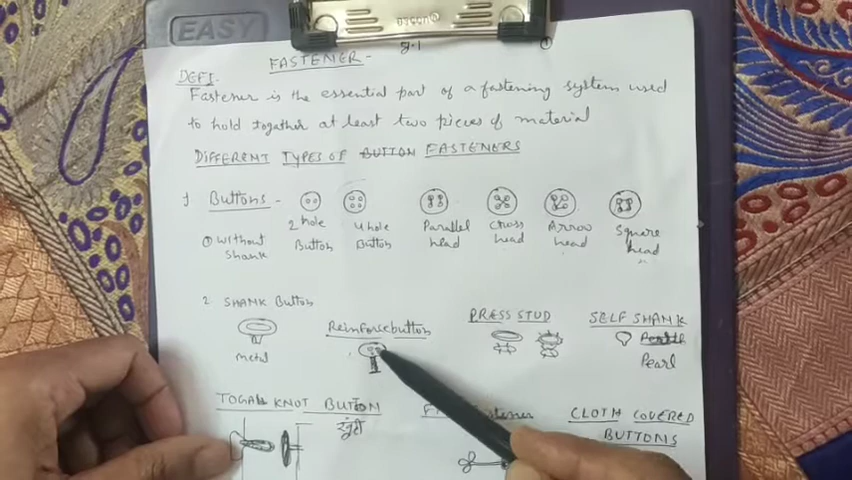 EASY
FASTENER -
DEFI.
Fastener is the essential part of a fastening system used
to hold together at least two pieces of material
DIFFERENT TYPES OF BUTTON FASTENERS
1 Buttons -
① without
shank
2 hole
Button
4 hole
Button
Parallel
head
Cross
head
Arrow
head
Square
head
2 SHANK Button
metal
Reinforce button
PRESS STUD
SELF SHANK
Pearl
TOGAL KNOT BUTTON
CLOTH COVERED
BUTTONS